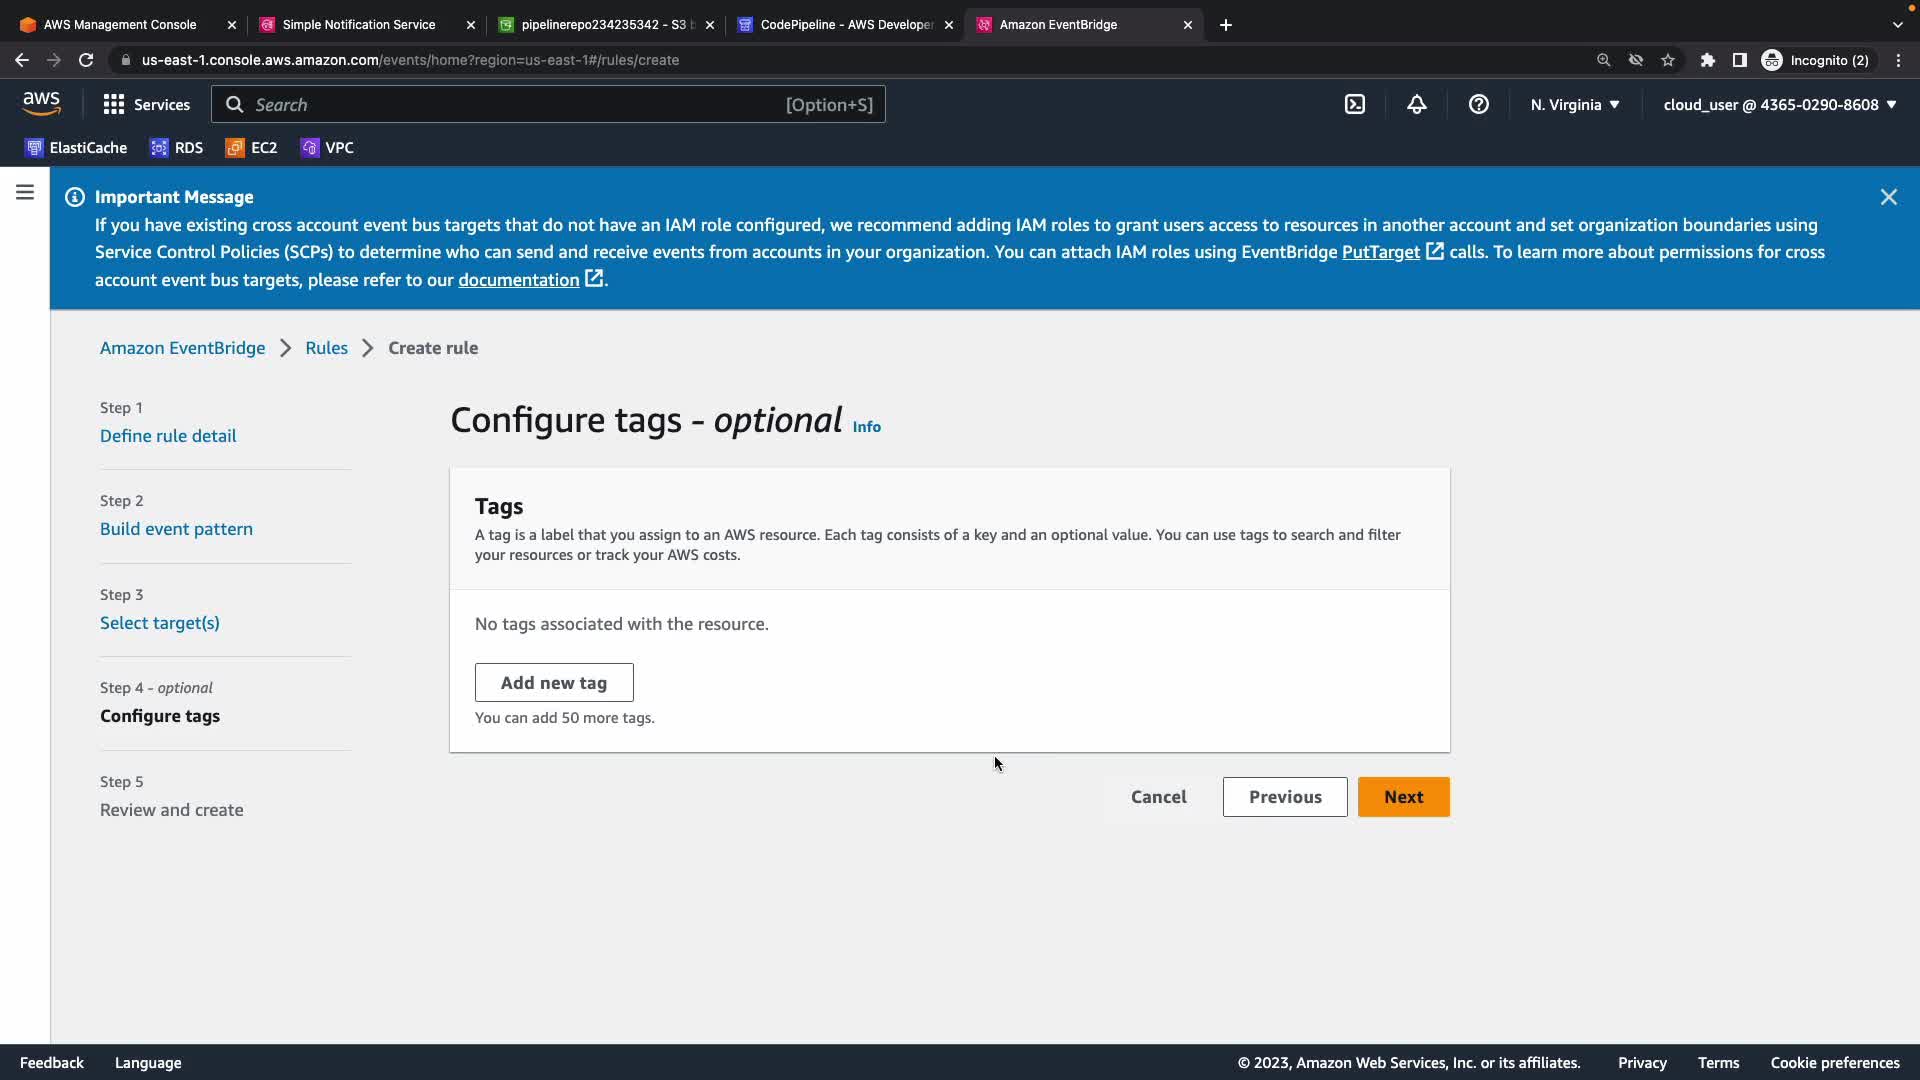 AWS Management Console
Simple Notification Service
pipelinerepo234235342 - S3 b
CodePipeline - AWS Developer
Amazon EventBridge
us-east-1.console.aws.amazon.com/events/home?region=us-east-1#/rules/create
Incognito (2)
aws
Services
Search
[Option+S]
N. Virginia
cloud_user @ 4365-0290-8608
ElastiCache
RDS
EC2
VPC
Important Message
If you have existing cross account event bus targets that do not have an IAM role configured, we recommend adding IAM roles to grant users access to resources in another account and set organization boundaries using
Service Control Policies (SCPs) to determine who can send and receive events from accounts in your organization. You can attach IAM roles using EventBridge PutTarget calls. To learn more about permissions for cross
account event bus targets, please refer to our documentation .
Amazon EventBridge
Rules
Create rule
Step 1
Define rule detail
Step 2
Build event pattern
Step 3
Select target(s)
Step 4 - optional
Configure tags
Step 5
Review and create
Configure tags - optional Info
Tags
A tag is a label that you assign to an AWS resource. Each tag consists of a key and an optional value. You can use tags to search and filter
your resources or track your AWS costs.
No tags associated with the resource.
Add new tag
You can add 50 more tags.
Cancel
Previous
Next
Feedback
Language
© 2023, Amazon Web Services, Inc. or its affiliates.
Privacy
Terms
Cookie preferences